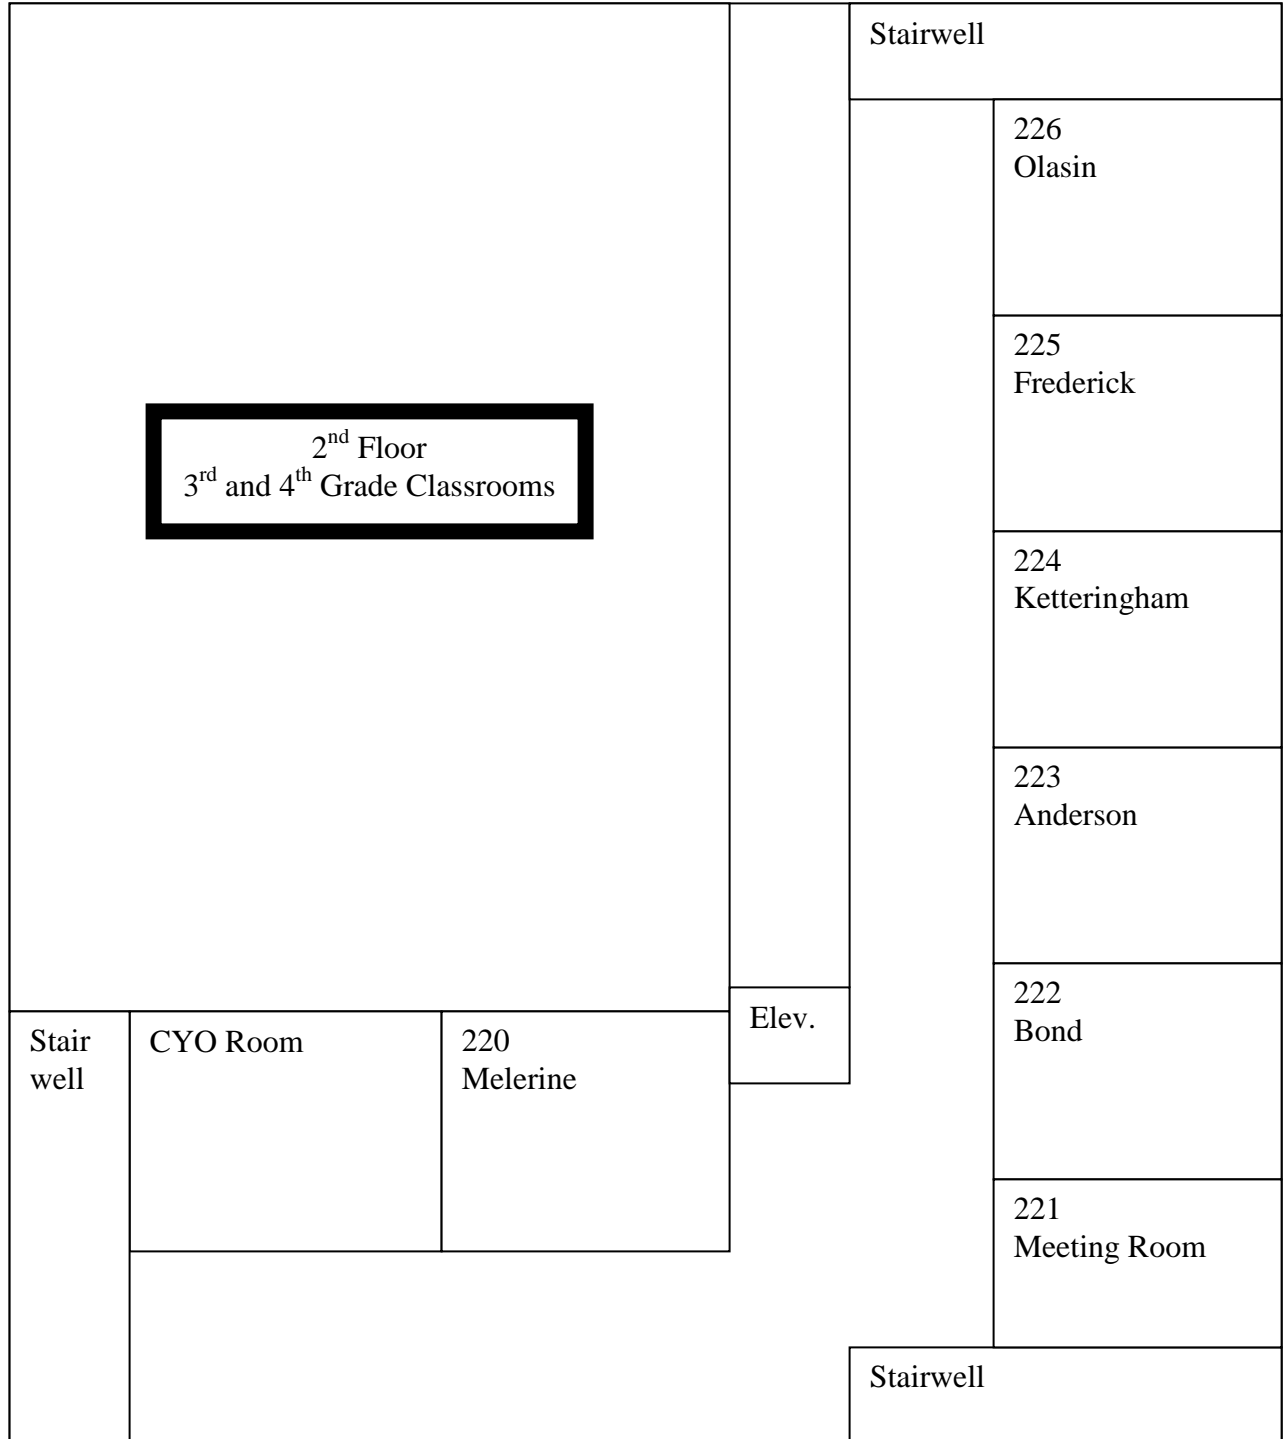 Stairwell
226
Olasin
225
Frederick
2nd Floor
3rd and 4th Grade Classrooms
224
Ketteringham
223
Anderson
222
Bond
Elev.
Stair
well
CYO Room
220
Melerine
221
Meeting Room
Stairwell